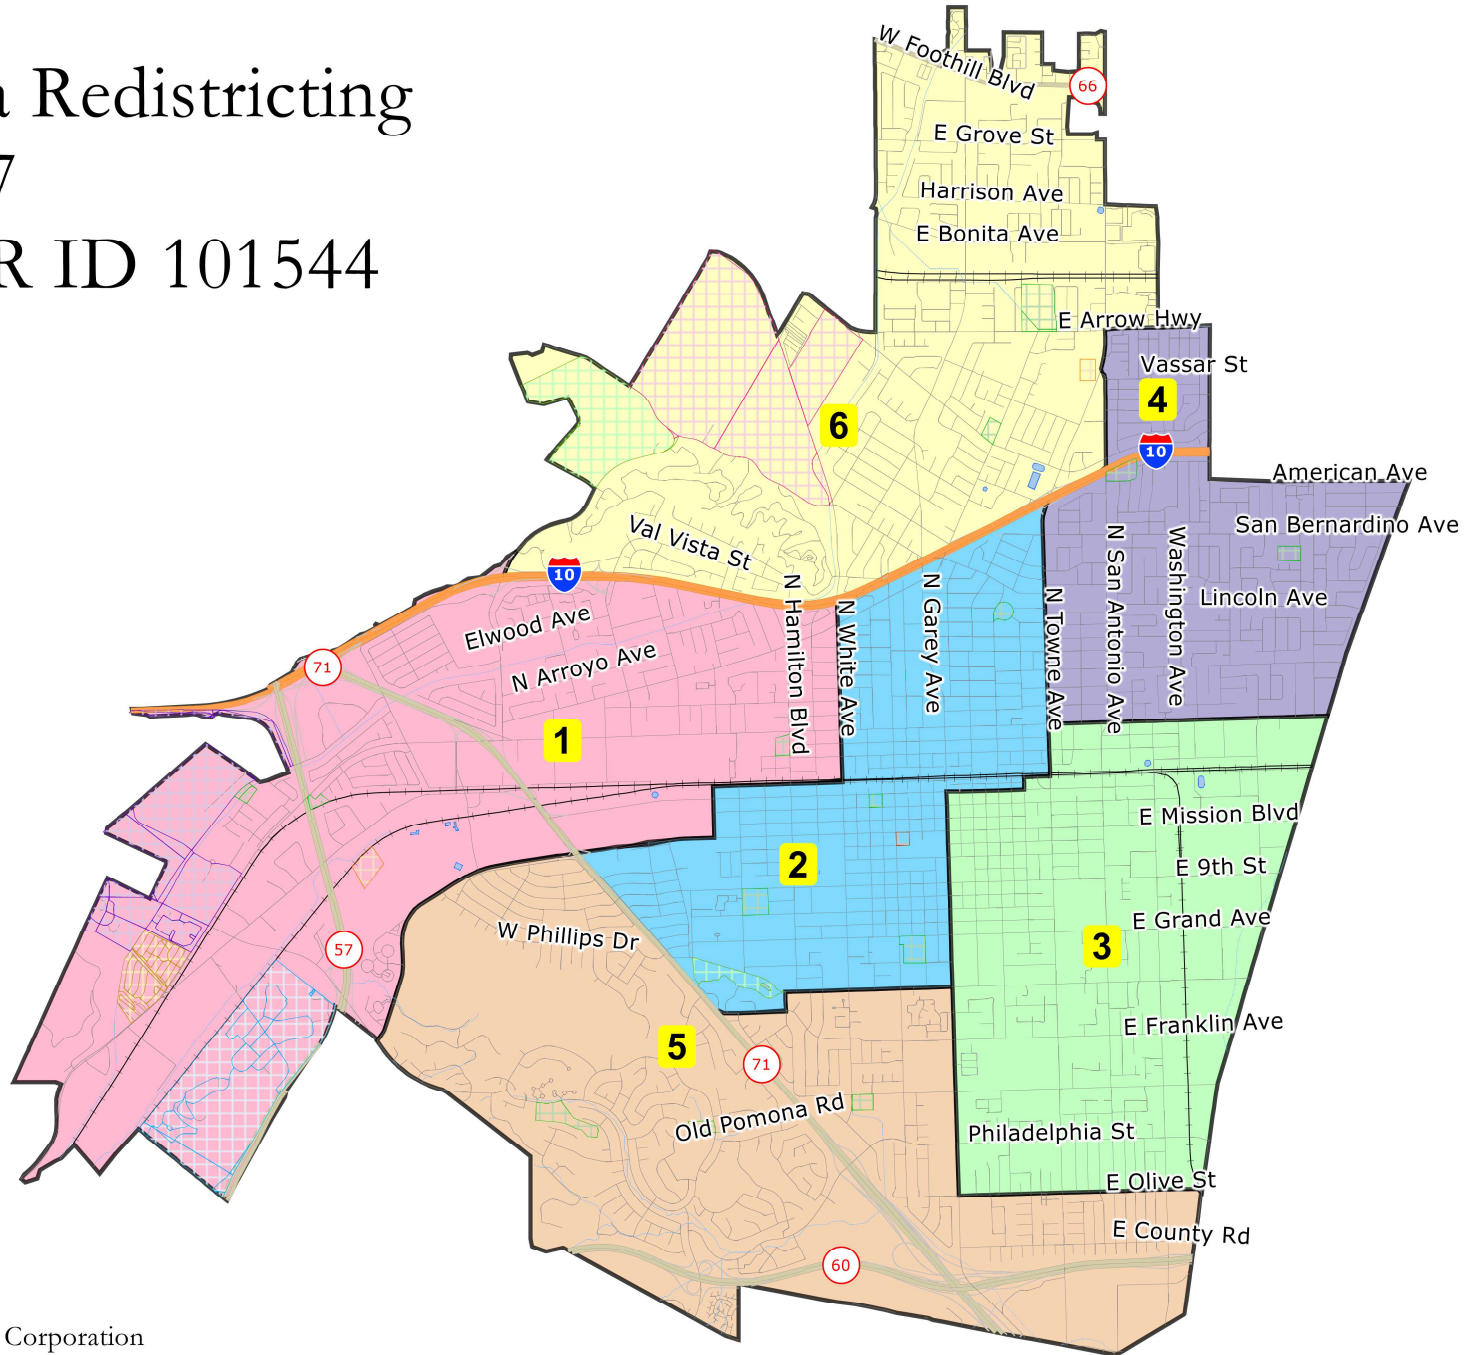 a Redistricting
7
R ID 101544
W Foothill Blvd
66
E Grove St
Harrison Ave
E Bonita Ave
E Arrow Hwy
Vassar St
4
6
10
American Ave
San Bernardino Ave
Val Vista St
N San Antonio Ave
Washington Ave
10
N Hamilton Blvd
N White Ave
N Garey Ave
N Towne Ave
Lincoln Ave
Elwood Ave
N Arroyo Ave
71
1
E Mission Blvd
2
E 9th St
E Grand Ave
W Phillips Dr
57
3
E Franklin Ave
5
71
Old Pomona Rd
Philadelphia St
E Olive St
E County Rd
60
Corporation